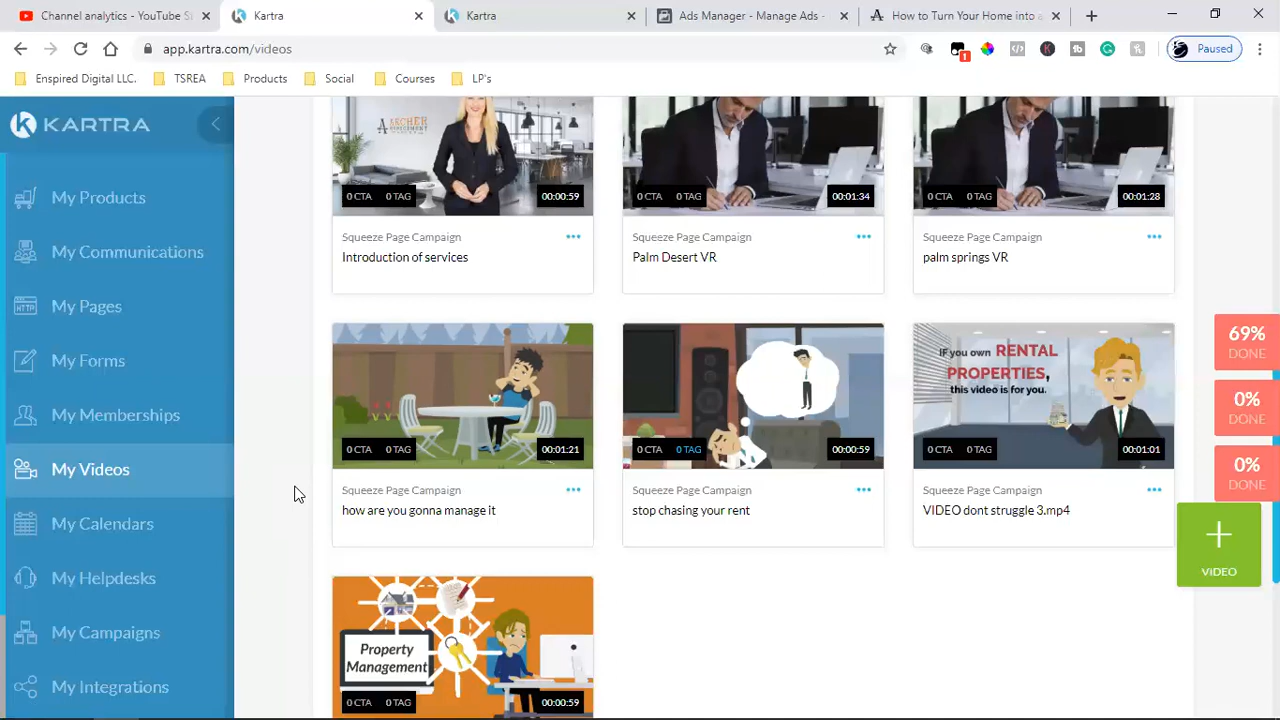 Channel analytics - YouTube S
Kartra
Kartra
Ads Manager - Manage Ads -
How to Turn Your Home into a
app.kartra.com/videos
Paused
Enspired Digital LLC.
TSREA
Products
Social
Courses
LP's
KARTRA
My Products
My Communications
My Pages
My Forms
My Memberships
My Videos
My Calendars
My Helpdesks
My Campaigns
My Integrations
ARCHER
0 CTA 0 TAG 00:00:59
Squeeze Page Campaign
Introduction of services
0 CTA 0 TAG 00:01:34
Squeeze Page Campaign
Palm Desert VR
0 CTA 0 TAG 00:01:28
Squeeze Page Campaign
palm springs VR
0 CTA 0 TAG 00:01:21
Squeeze Page Campaign
how are you gonna manage it
0 CTA 0 TAG 00:00:59
Squeeze Page Campaign
stop chasing your rent
IF you own RENTAL
PROPERTIES,
this video is for you.
0 CTA 0 TAG 00:01:01
Squeeze Page Campaign
VIDEO dont struggle 3.mp4
Property
Management
0 CTA 0 TAG 00:00:59
69%
DONE
0%
DONE
0%
DONE
+
VIDEO